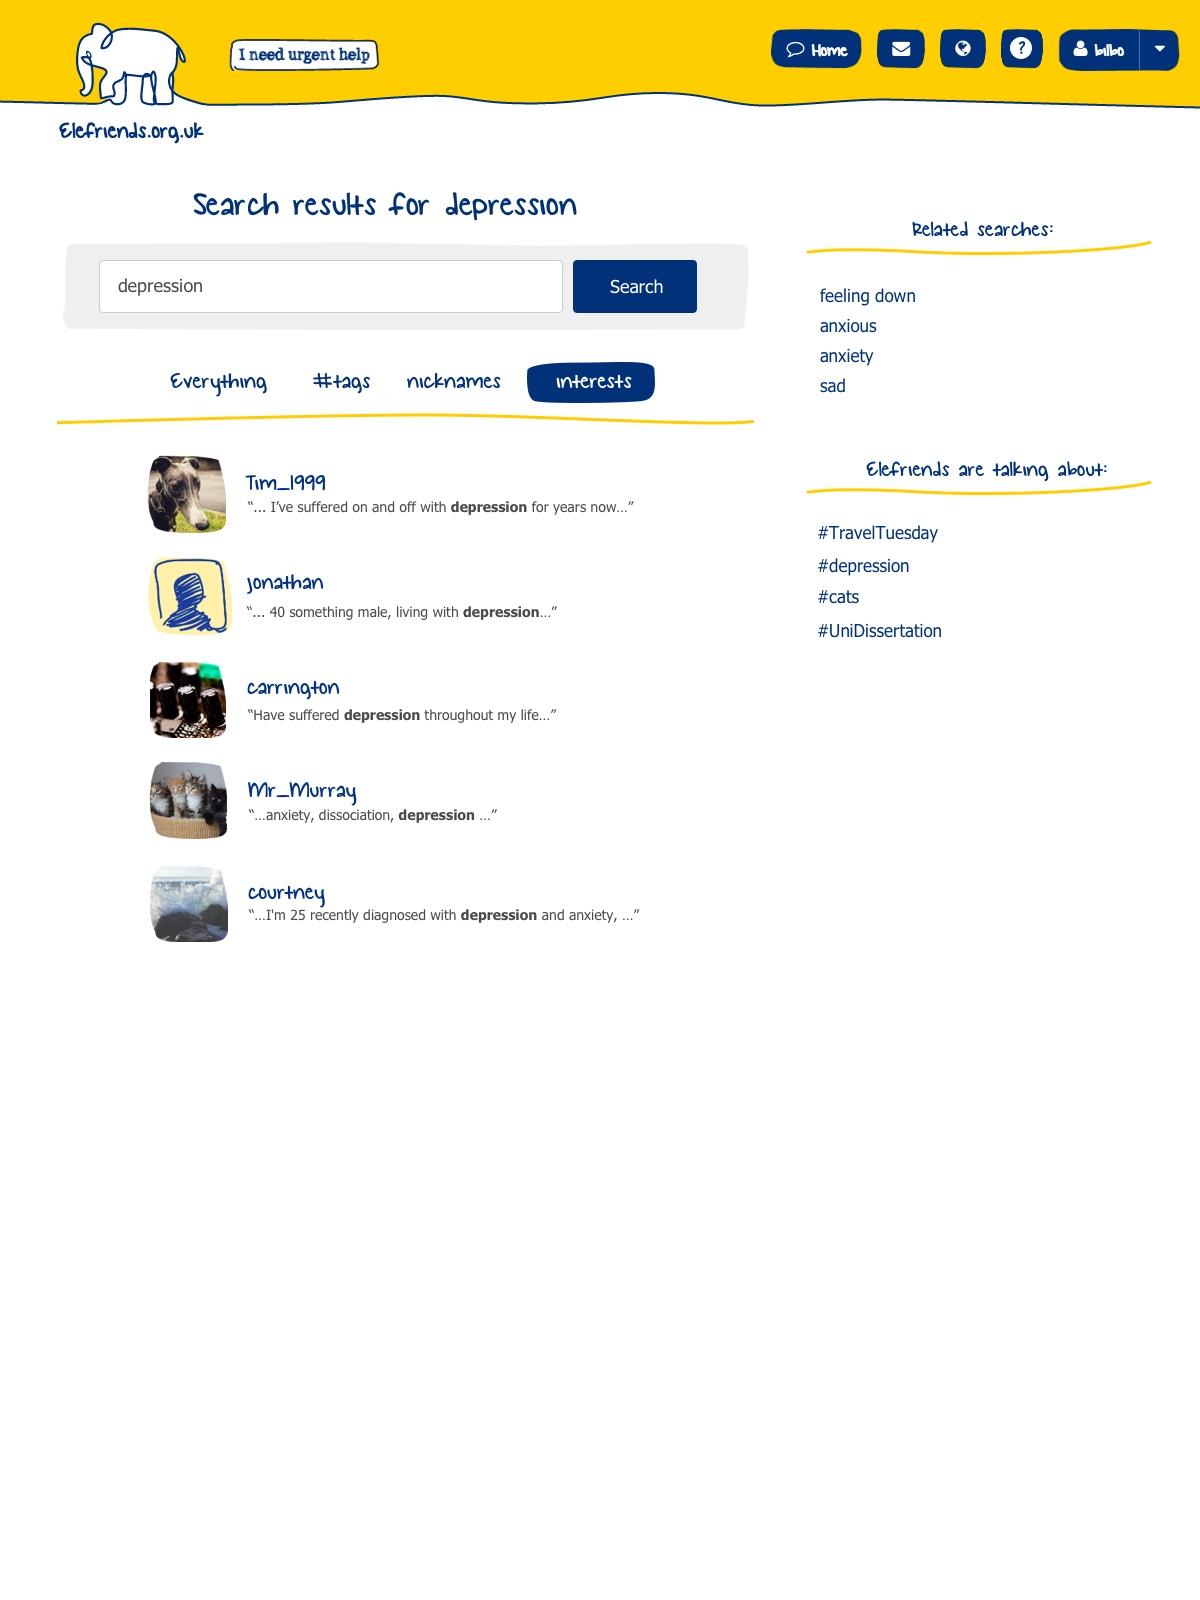 I need urgent help
Home
?
bilbo
Elefriends.org.uk
Search results for depression
depression
Search
Everything
#tags
nicknames
interests
Tim_1999
“... I’ve suffered on and off with depression for years now...”
jonathan
“... 40 something male, living with depression...”
carrington
“Have suffered depression throughout my life...”
Mr_Murray
“...anxiety, dissociation, depression ...”
courtney
“...I'm 25 recently diagnosed with depression and anxiety, ...”
Related searches:
feeling down
anxious
anxiety
sad
Elefriends are talking about:
#TravelTuesday
#depression
#cats
#UniDissertation